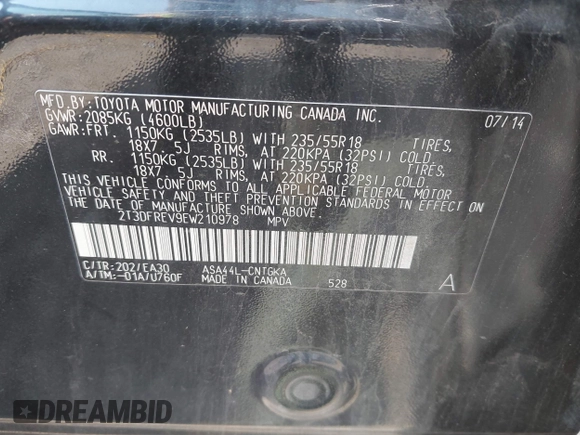 MFD.BY:TOYOTA MOTOR MANUFACTURING CANADA INC. 07/14
GVWR:2085KG (4600LB)
GAWR:FRT 1150KG (2535LB) WITH 235/55R18 TIRES,
18X7 5J RIMS, AT 220KPA (32PSI) COLD
RR. 1150KG (2535LB) WITH 235/55R18 TIRES,
18X7 5J RIMS, AT 220KPA (32PSI) COLD.
THIS VEHICLE CONFORMS TO ALL APPLICABLE FEDERAL MOTOR
VEHICLE SAFETY AND THEFT PREVENTION STANDARDS IN EFFECT ON
THE DATE OF MANUFACTURE SHOWN ABOVE.
2T3DFREV9EW210978 MPV
C/TR:202/EA30 ASA44L-CNTGKA
A/TM:-01A/U760F MADE IN CANADA 528 A
DREAMBID